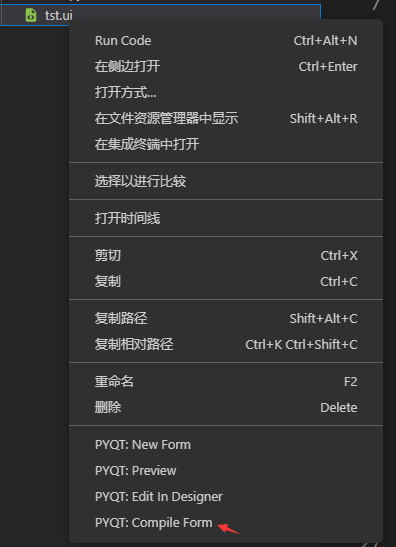 tst.ui
Run Code Ctrl+Alt+N
在侧边打开 Ctrl+Enter
打开方式...
在文件资源管理器中显示 Shift+Alt+R
在集成终端中打开
选择以进行比较
打开时间线
剪切 Ctrl+X
复制 Ctrl+C
复制路径 Shift+Alt+C
复制相对路径 Ctrl+K Ctrl+Shift+C
重命名 F2
删除 Delete
PYQT: New Form
PYQT: Preview
PYQT: Edit In Designer
PYQT: Compile Form